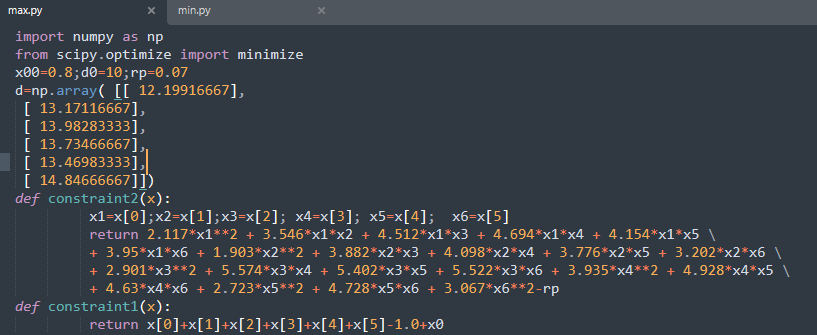 max.py × min.py ×
import numpy as np
from scipy.optimize import minimize
x00=0.8;d0=10;rp=0.07
d=np.array( [[ 12.19916667],
 [ 13.17116667],
 [ 13.98283333],
 [ 13.73466667],
 [ 13.46983333],
 [ 14.84666667]])
def constraint2(x):
        x1=x[0];x2=x[1];x3=x[2]; x4=x[3]; x5=x[4];  x6=x[5]
        return 2.117*x1**2 + 3.546*x1*x2 + 4.512*x1*x3 + 4.694*x1*x4 + 4.154*x1*x5 \
        + 3.95*x1*x6 + 1.903*x2**2 + 3.882*x2*x3 + 4.098*x2*x4 + 3.776*x2*x5 + 3.202*x2*x6 \
        + 2.901*x3**2 + 5.574*x3*x4 + 5.402*x3*x5 + 5.522*x3*x6 + 3.935*x4**2 + 4.928*x4*x5 \
        + 4.63*x4*x6 + 2.723*x5**2 + 4.728*x5*x6 + 3.067*x6**2-rp
def constraint1(x):
        return x[0]+x[1]+x[2]+x[3]+x[4]+x[5]-1.0+x0